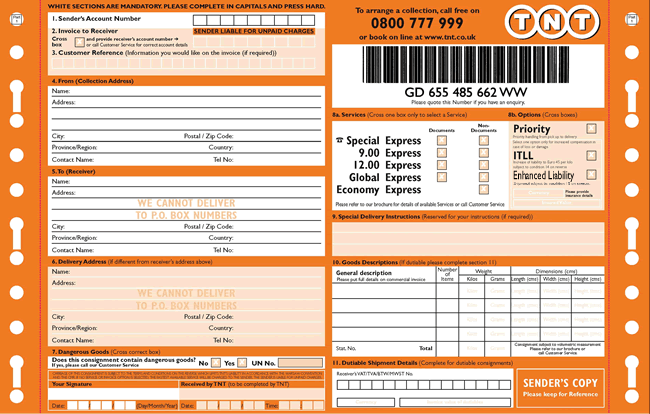 WHITE SECTIONS ARE MANDATORY. PLEASE COMPLETE IN CAPITALS AND PRESS HARD.
1. Sender's Account Number
2. Invoice to Receiver
SENDER LIABLE FOR UNPAID CHARGES
Cross box
and provide receiver's account number
or call Customer Service for correct account details
3. Customer Reference (Information you would like on the invoice (if required))
4. From (Collection Address)
Name:
Address:
City: Postal / Zip Code:
Province/Region: Country:
Contact Name: Tel No:
5. To (Receiver)
Name:
Address:
WE CANNOT DELIVER
TO P.O. BOX NUMBERS
City: Postal / Zip Code:
Province/Region: Country:
Contact Name: Tel No:
6. Delivery Address (If different from receiver's address above)
Name:
Address:
WE CANNOT DELIVER
TO P.O. BOX NUMBERS
City: Postal / Zip Code:
Province/Region: Country:
Contact Name: Tel No:
7. Dangerous Goods (Cross correct box)
Does this consignment contain dangerous goods? No Yes UN No.
If yes, please call our Customer Service
Your Signature
Received by TNT (to be completed by TNT)
Date: (Day/Month/Year) Date: Time:
To arrange a collection, call free on
0800 777 999
or book on line at www.tnt.co.uk
TNT
GD 655 485 662 WW
Please quote this Number if you have an enquiry.
8a. Services (Cross one box only to select a Service)
Documents
Non-Documents
Special Express
9.00 Express
12.00 Express
Global Express
Economy Express
Please refer to our brochure for details of available Services or call Customer Service
8b. Options (Cross boxes)
Priority
Priority handling from pick up to delivery
ITLL
Enhanced Liability
Please provide
insurance details
9. Special Delivery Instructions (Reserved for your instructions (if required))
10. Goods Descriptions (If dutiable please complete section 11)
General description
Please put full details on commercial invoice
Number of Items
Weight
Kilos Grams
Dimensions (cms)
Length (cms) Width (cms) Height (cms)
Stat. No. Total
Consignment subject to volumetric measurement
Please refer to our brochure or
call Customer Service
11. Dutiable Shipment Details (Complete for dutiable consignments)
Receiver's VAT/TVA/BTW/MWST No.
SENDER'S COPY
Please keep for Reference